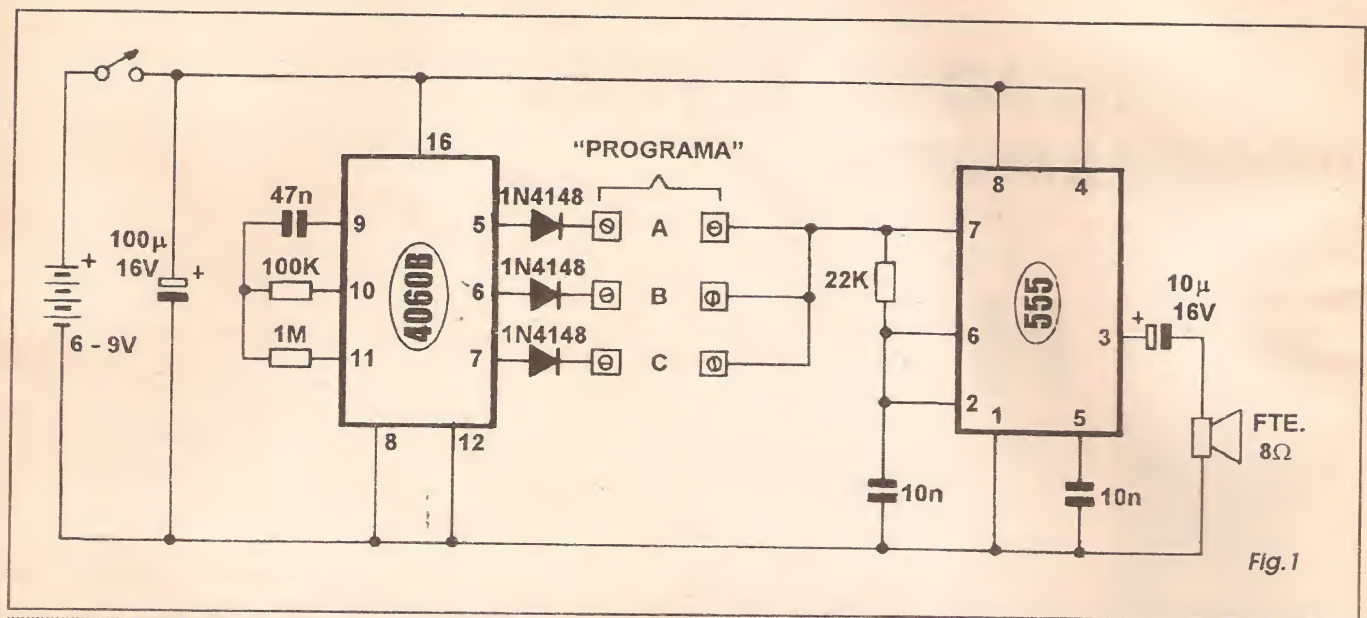 "PROGRAMA"
16
8
4
47n
9
1N4148
5
A
7
100µ
16V
+
100K
10
4060B
1N4148
6
B
22K
6
555
3
10µ
16V
+
+
6 - 9V
1M
11
1N4148
7
C
2
1
5
FTE.
8Ω
8
12
10n
10n
Fig.1